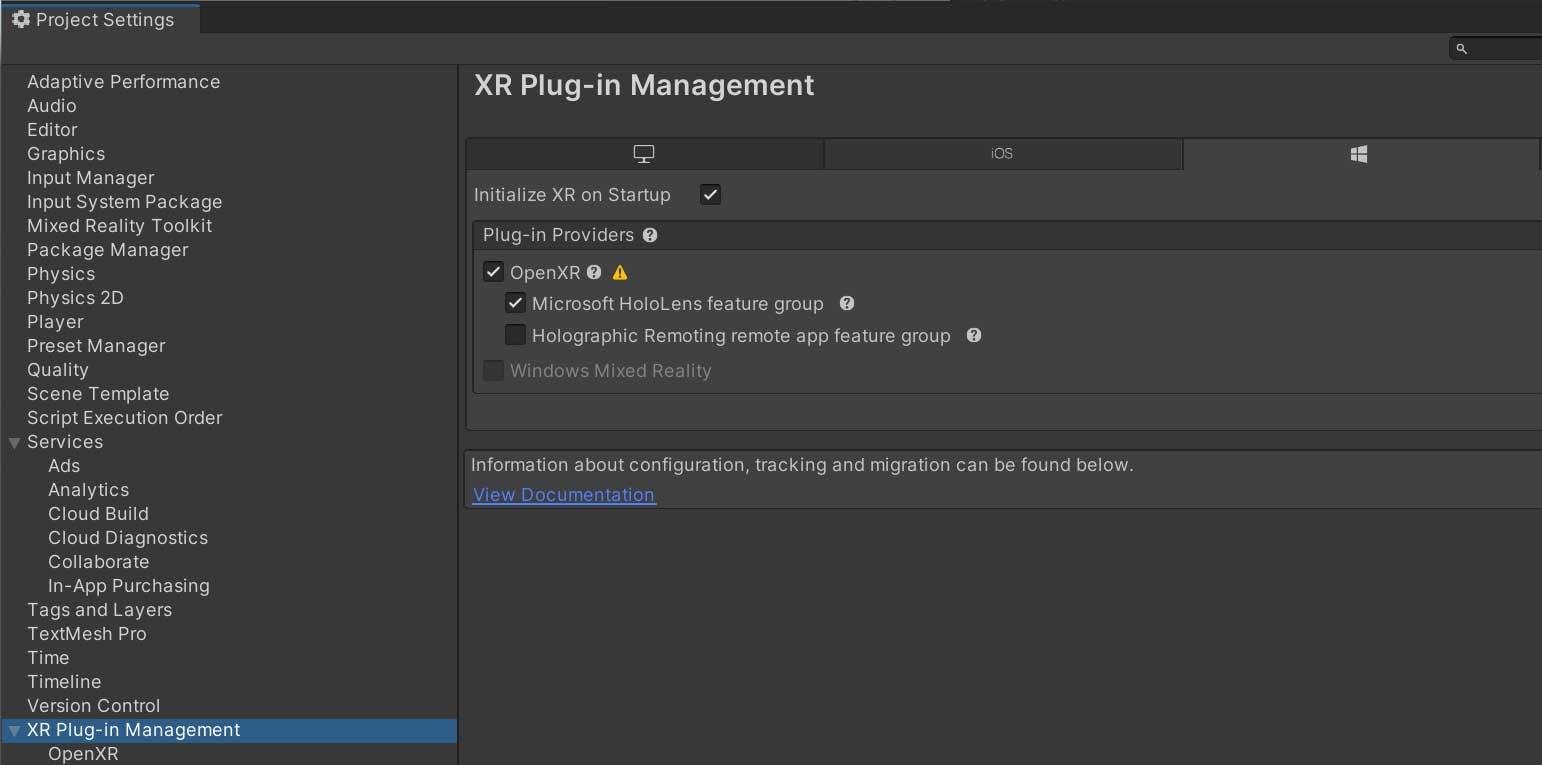 Project Settings
Adaptive Performance
Audio
Editor
Graphics
Input Manager
Input System Package
Mixed Reality Toolkit
Package Manager
Physics
Physics 2D
Player
Preset Manager
Quality
Scene Template
Script Execution Order
Services
Ads
Analytics
Cloud Build
Cloud Diagnostics
Collaborate
In-App Purchasing
Tags and Layers
TextMesh Pro
Time
Timeline
Version Control
XR Plug-in Management
OpenXR
XR Plug-in Management
iOS
Initialize XR on Startup
Plug-in Providers
OpenXR
Microsoft HoloLens feature group
Holographic Remoting remote app feature group
Windows Mixed Reality
Information about configuration, tracking and migration can be found below.
View Documentation